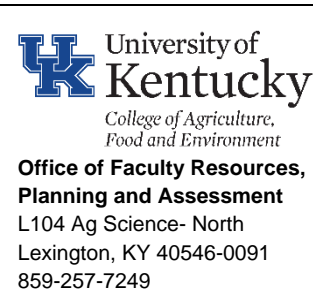 UK
University of
Kentucky
College of Agriculture,
Food and Environment
Office of Faculty Resources,
Planning and Assessment
L104 Ag Science- North
Lexington, KY 40546-0091
859-257-7249